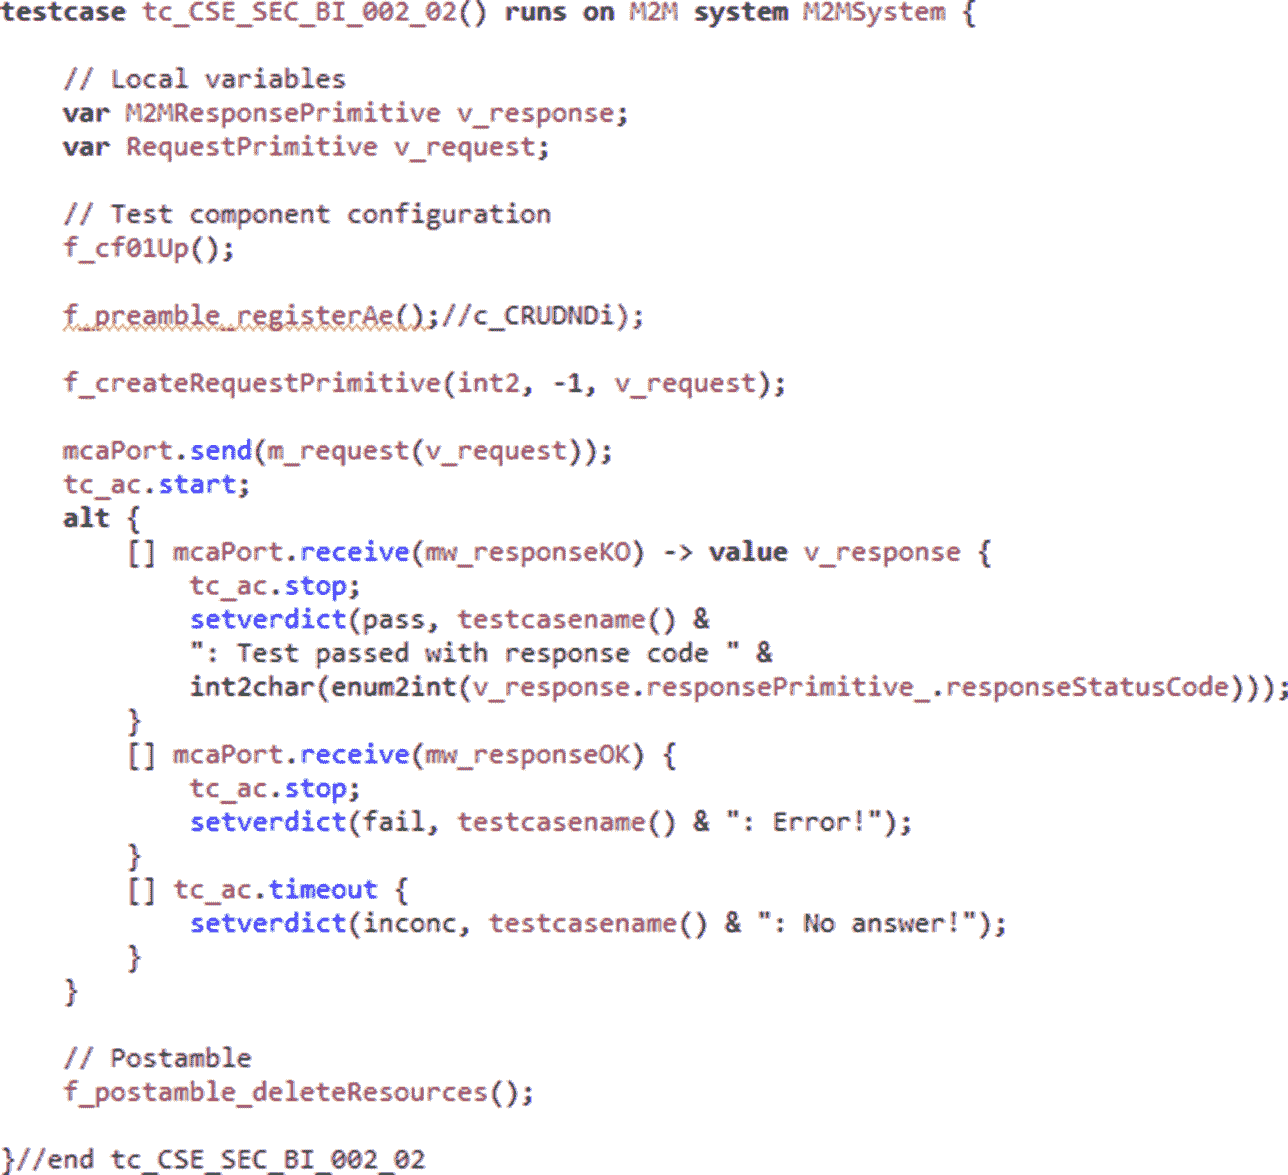 testcase tc_CSE_SEC_BI_002_02() runs on M2M system M2MSystem {
// Local variables
var M2MResponsePrimitive v_response;
var RequestPrimitive v_request;
// Test component configuration
f_cf01Up();
f_preamble_registerAe();//c_CRUDNDi);
f_createRequestPrimitive(int2, -1, v_request);
mcaPort.send(m_request(v_request));
tc_ac.start;
alt {
[] mcaPort.receive(mw_responseKO) -> value v_response {
tc_ac.stop;
setverdict(pass, testcasename() &
": Test passed with response code " &
int2char(enum2int(v_response.responsePrimitive_.responseStatusCode)));
}
[] mcaPort.receive(mw_responseOK) {
tc_ac.stop;
setverdict(fail, testcasename() & ": Error!");
}
[] tc_ac.timeout {
setverdict(inconc, testcasename() & ": No answer!");
}
}
// Postamble
f_postamble_deleteResources();
}//end tc_CSE_SEC_BI_002_02